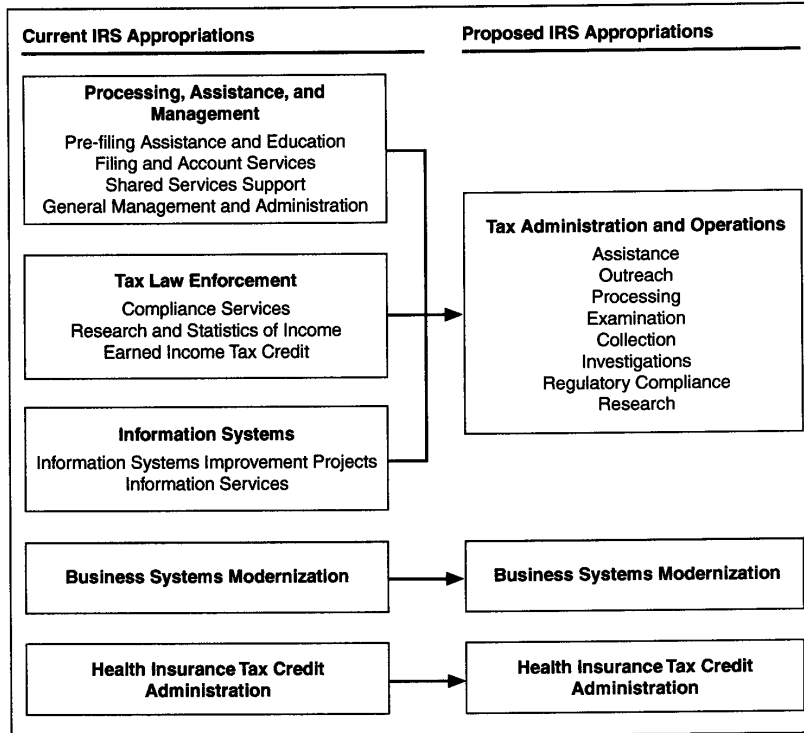 Current IRS Appropriations
Proposed IRS Appropriations
Processing, Assistance, and
Management
Pre-filing Assistance and Education
Filing and Account Services
Shared Services Support
General Management and Administration
Tax Law Enforcement
Compliance Services
Research and Statistics of Income
Earned Income Tax Credit
Information Systems
Information Systems Improvement Projects
Information Services
Tax Administration and Operations
Assistance
Outreach
Processing
Examination
Collection
Investigations
Regulatory Compliance
Research
Business Systems Modernization
Business Systems Modernization
Health Insurance Tax Credit
Administration
Health Insurance Tax Credit
Administration